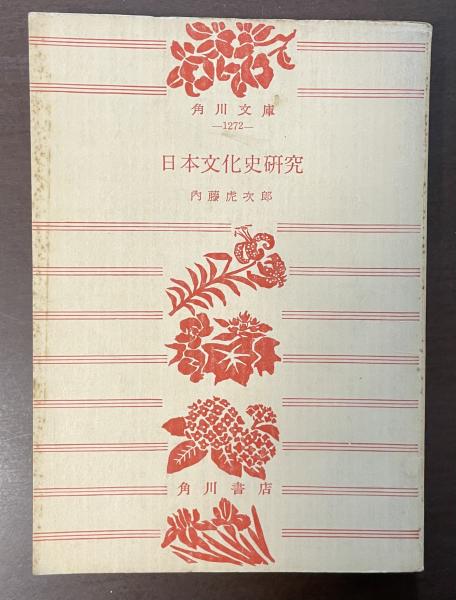 角川文庫
—1272—
日本文化史研究
內藤虎次郎
角川書店